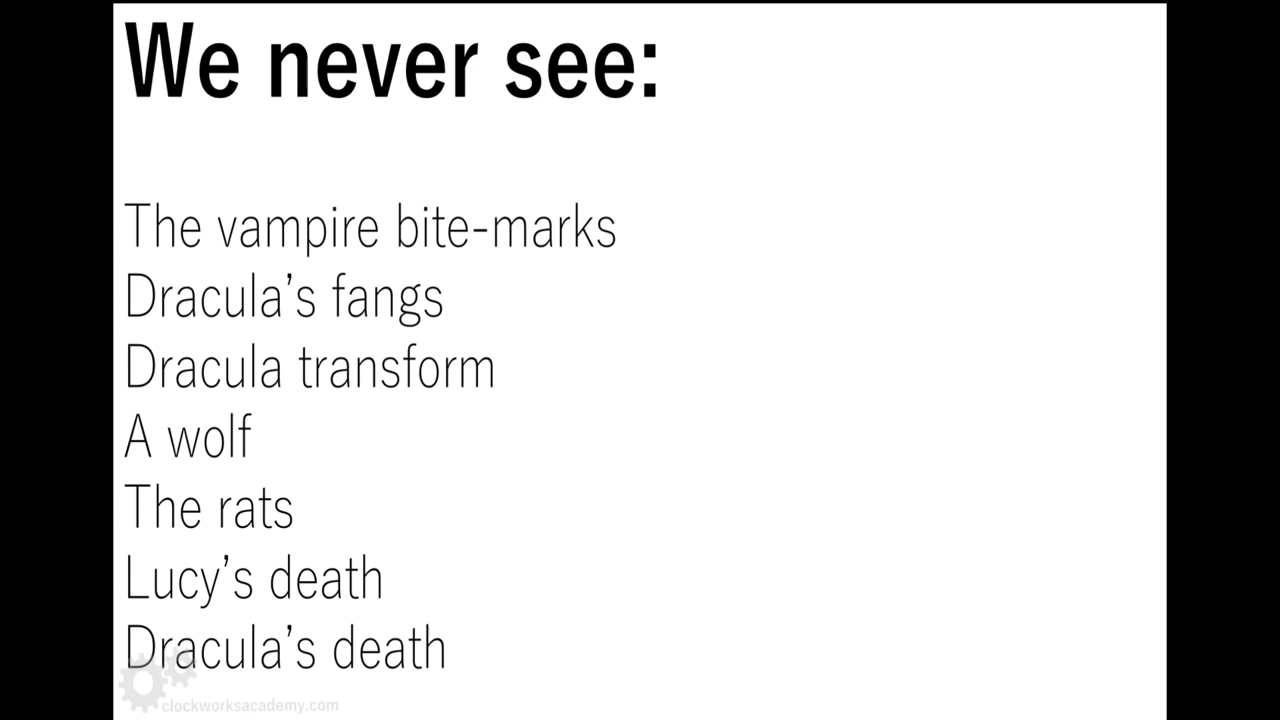 We never see:
The vampire bite-marks
Dracula's fangs
Dracula transform
A wolf
The rats
Lucy's death
Dracula's death
clockworksacademy.com